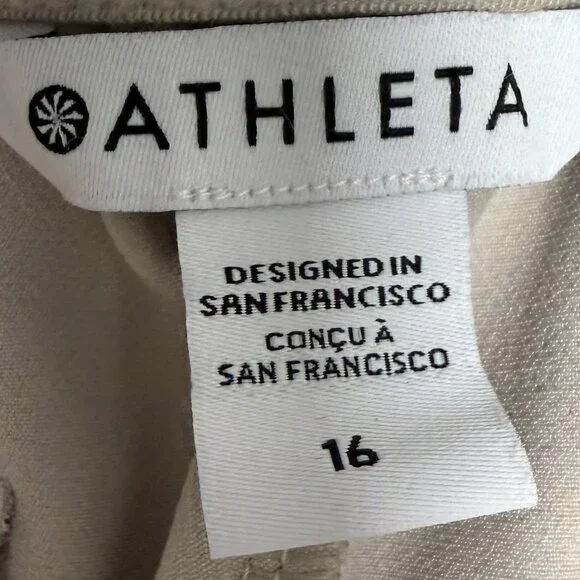 ATHLETA
DESIGNED IN
SAN FRANCISCO
CONÇU À
SAN FRANCISCO
16